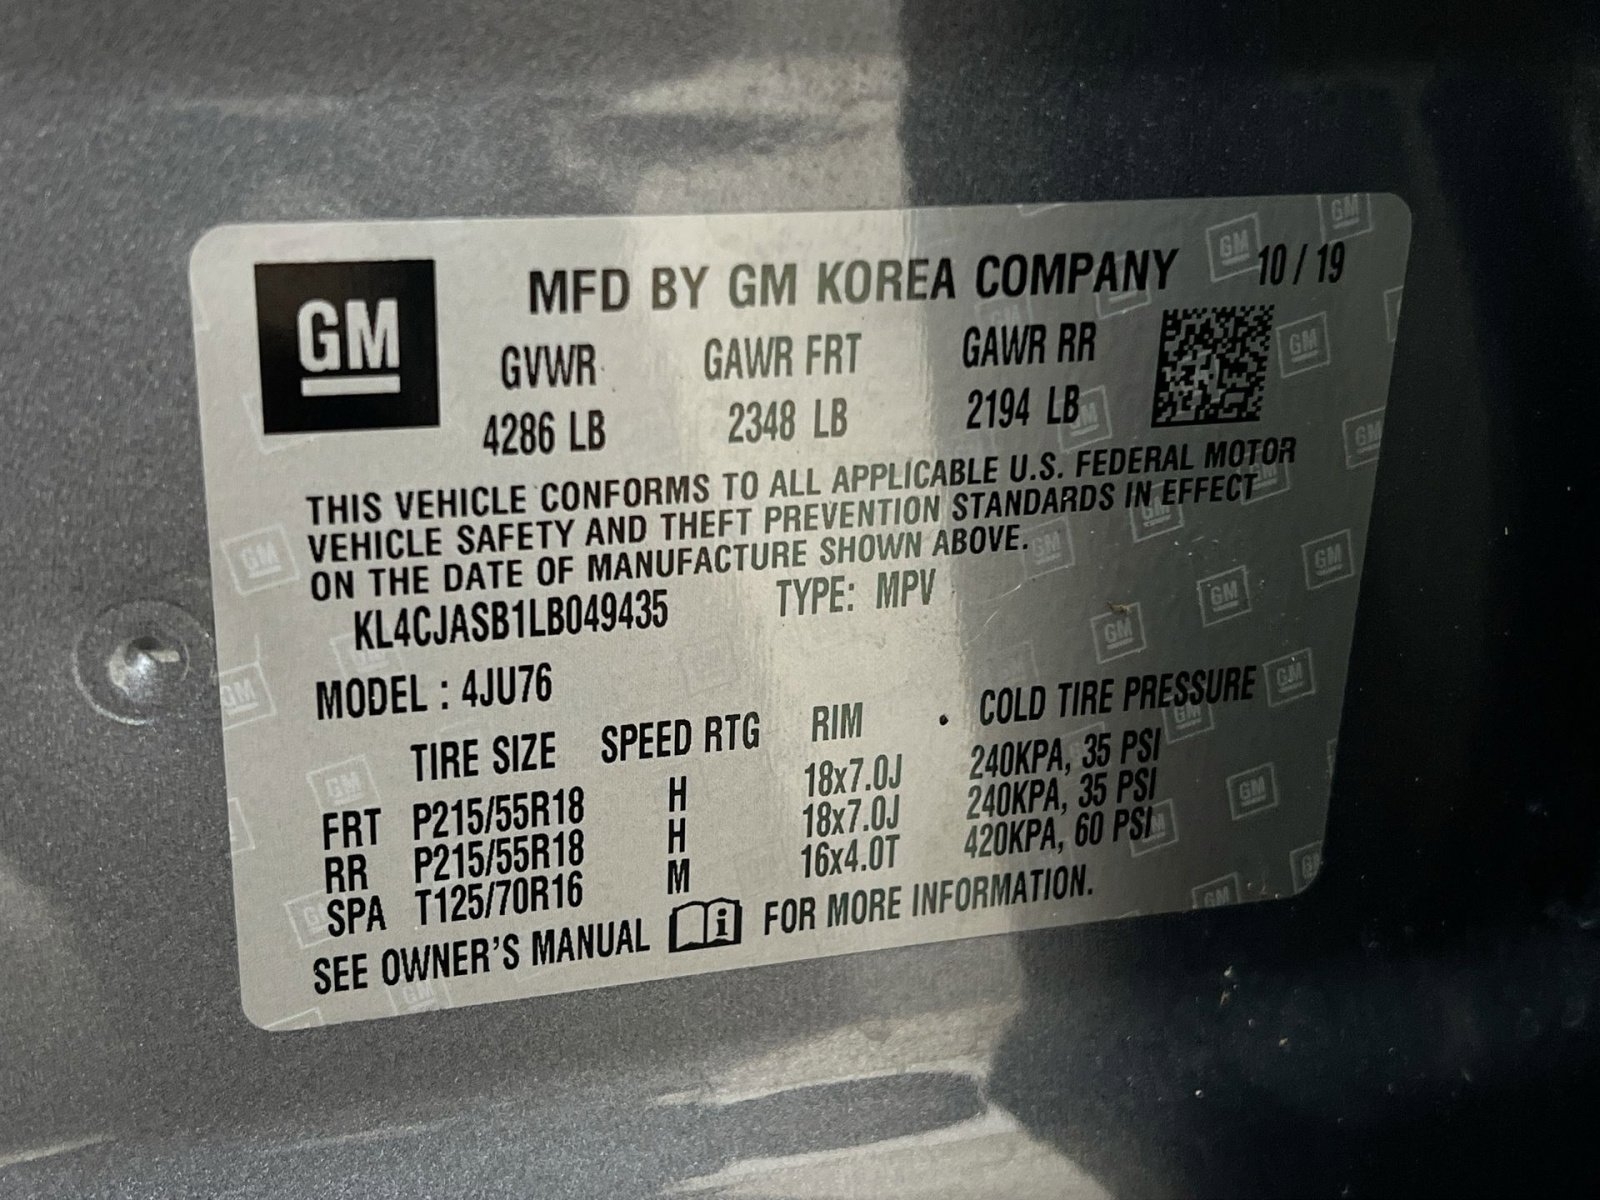 GM
MFD BY GM KOREA COMPANY 10 / 19
GVWR GAWR FRT GAWR RR
4286 LB 2348 LB 2194 LB
THIS VEHICLE CONFORMS TO ALL APPLICABLE U.S. FEDERAL MOTOR
VEHICLE SAFETY AND THEFT PREVENTION STANDARDS IN EFFECT
ON THE DATE OF MANUFACTURE SHOWN ABOVE.
KL4CJASB1LB049435 TYPE: MPV
MODEL : 4JU76
TIRE SIZE SPEED RTG RIM COLD TIRE PRESSURE
FRT P215/55R18 H 18x7.0J 240KPA, 35 PSI
RR P215/55R18 H 18x7.0J 240KPA, 35 PSI
SPA T125/70R16 M 16x4.0T 420KPA, 60 PSI
SEE OWNER'S MANUAL i FOR MORE INFORMATION.